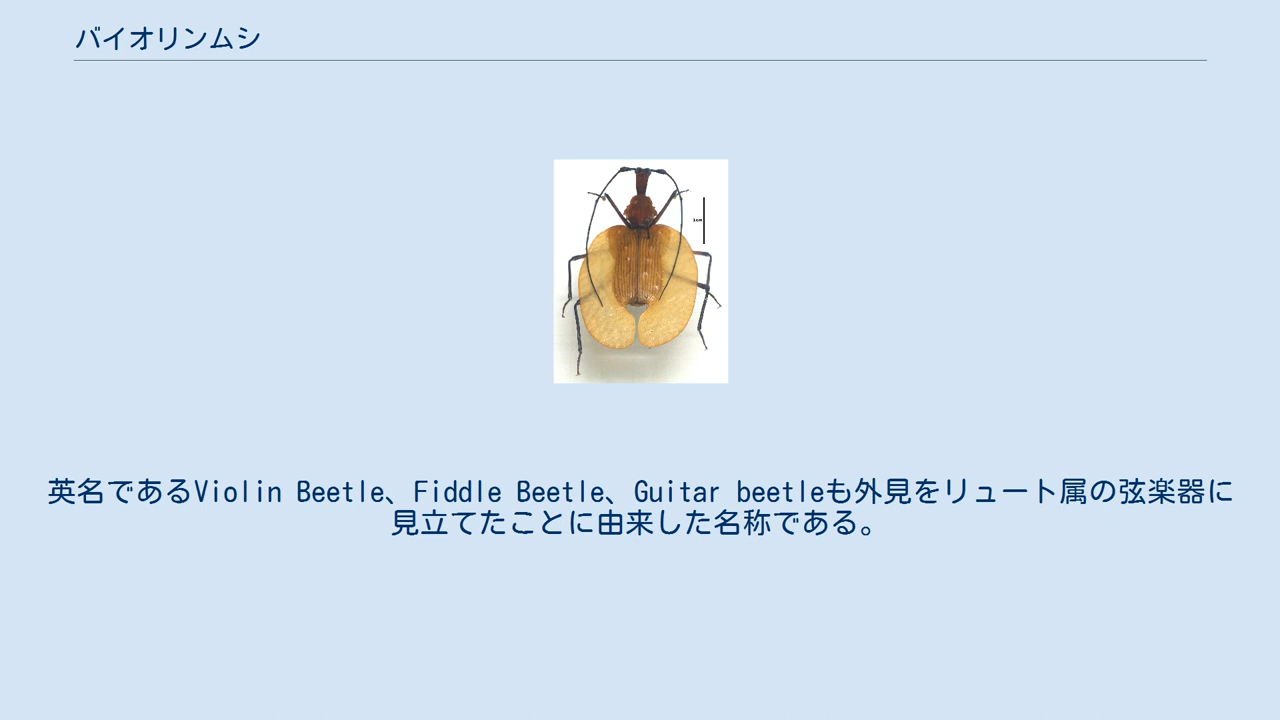 バイオリンムシ
1cm
英名であるViolin Beetle、Fiddle Beetle、Guitar beetleも外見をリュート属の弦楽器に
見立てたことに由来した名称である。